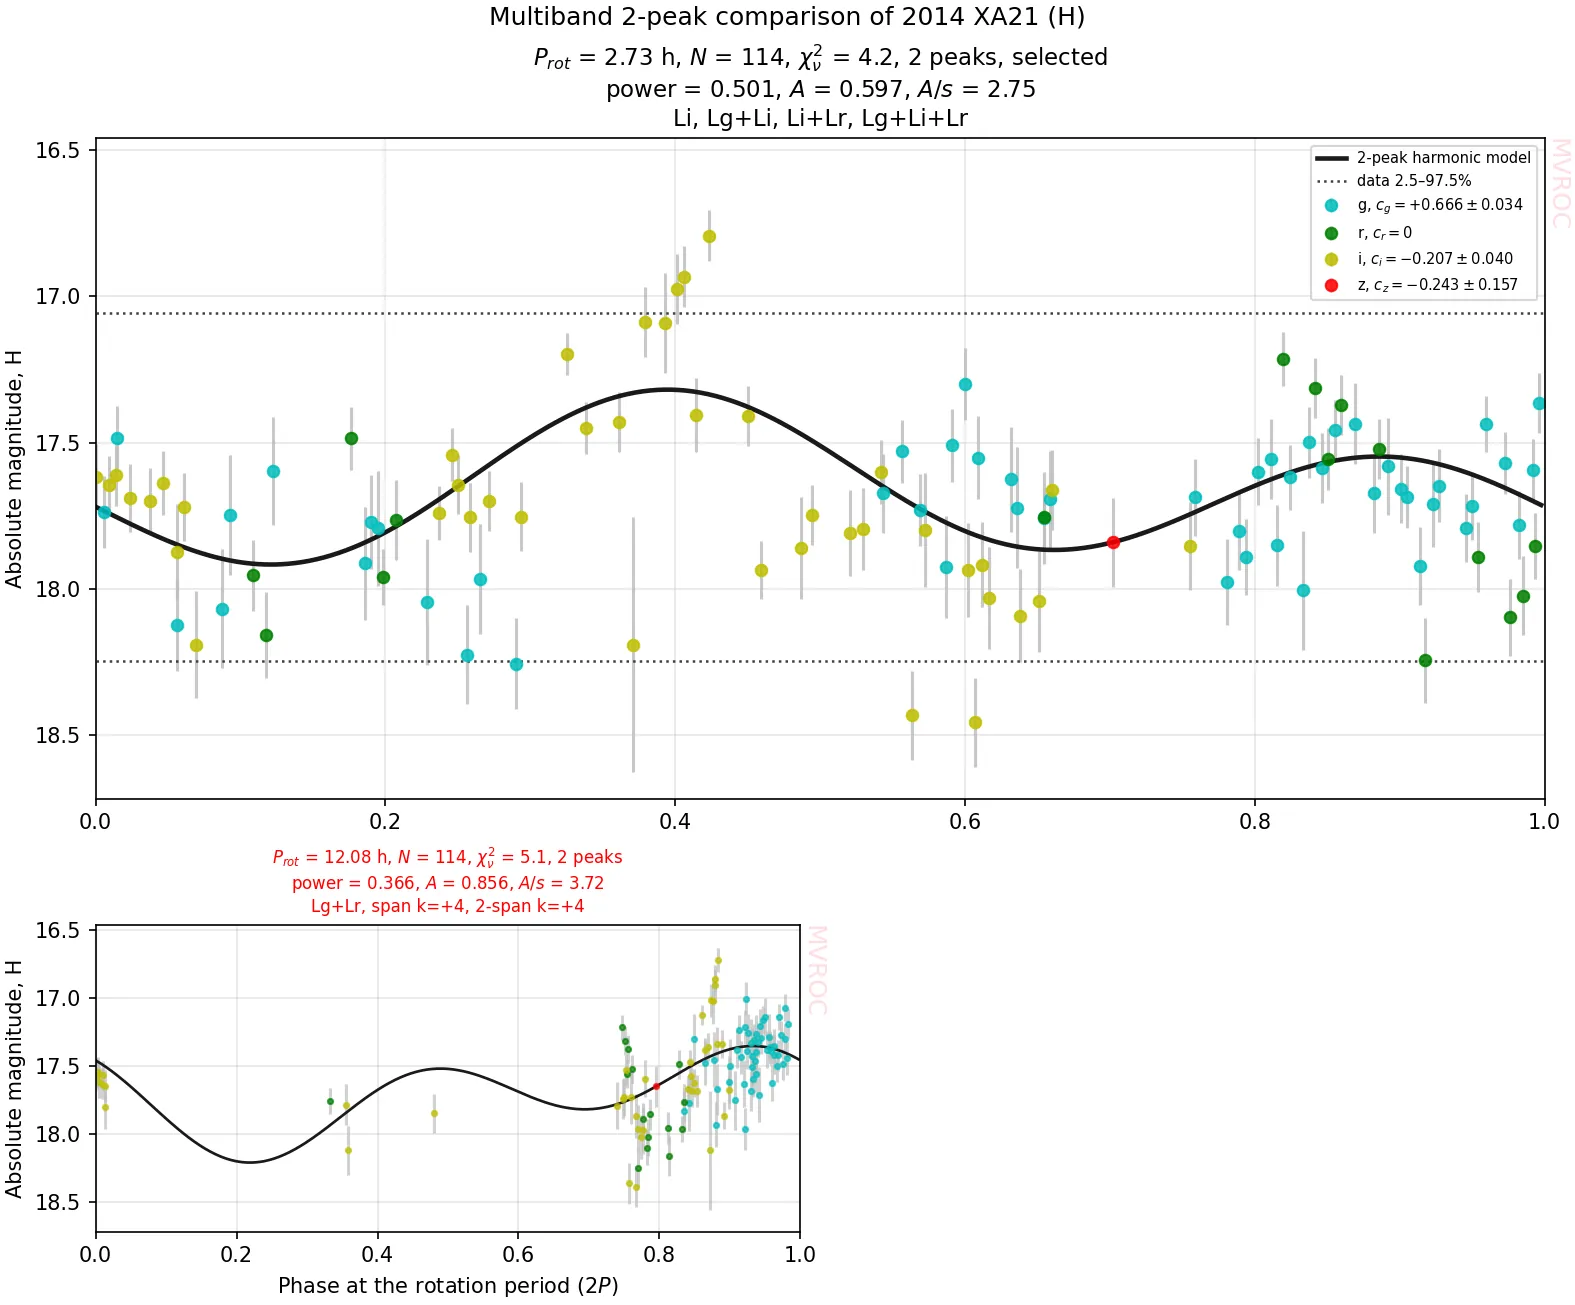 Multiband 2-peak comparison of 2014 XA21 (H)
P_rot = 2.73 h, N = 114, χ²_ν = 4.2, 2 peaks, selected
power = 0.501, A = 0.597, A/s = 2.75
Li, Lg+Li, Li+Lr, Lg+Li+Lr
2-peak harmonic model
data 2.5–97.5%
g, c_g = +0.666 ± 0.034
r, c_r = 0
i, c_i = −0.207 ± 0.040
z, c_z = −0.243 ± 0.157
MVROC
Absolute magnitude, H
16.5
17.0
17.5
18.0
18.5
0.0 0.2 0.4 0.6 0.8 1.0
P_rot = 12.08 h, N = 114, χ²_ν = 5.1, 2 peaks
power = 0.366, A = 0.856, A/s = 3.72
Lg+Lr, span k=+4, 2-span k=+4
MVROC
Absolute magnitude, H
16.5
17.0
17.5
18.0
18.5
0.0 0.2 0.4 0.6 0.8 1.0
Phase at the rotation period (2P)